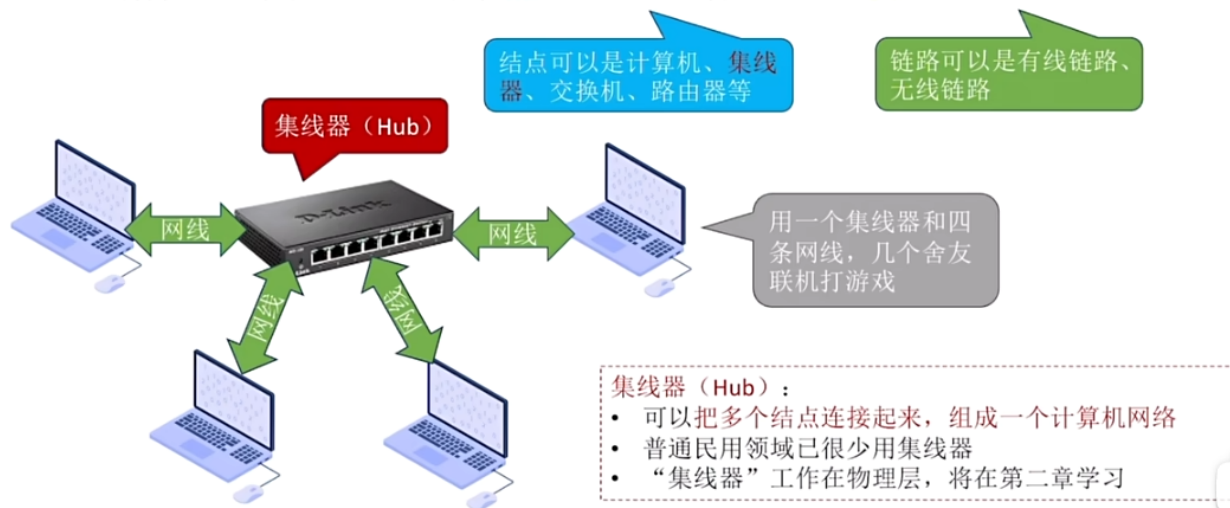 结点可以是计算机、集线
器、交换机、路由器等
链路可以是有线链路、
无线链路
集线器（Hub）
D-Link
网线
网线
用一个集线器和四
条网线，几个舍友
联机打游戏
网线
网线
集线器（Hub）：
• 可以把多个结点连接起来，组成一个计算机网络
• 普通民用领域已很少用集线器
• “集线器”工作在物理层，将在第二章学习